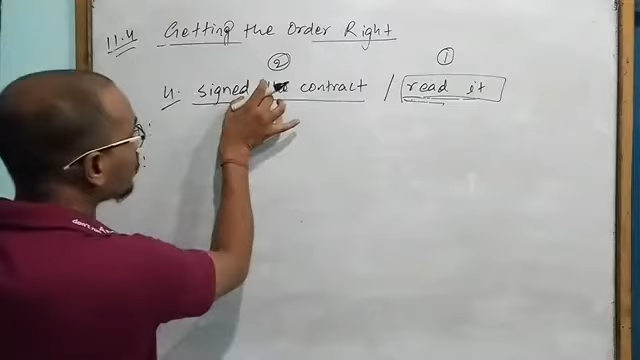 11.4 Getting the Order Right
② ①
4. signed contract / read it